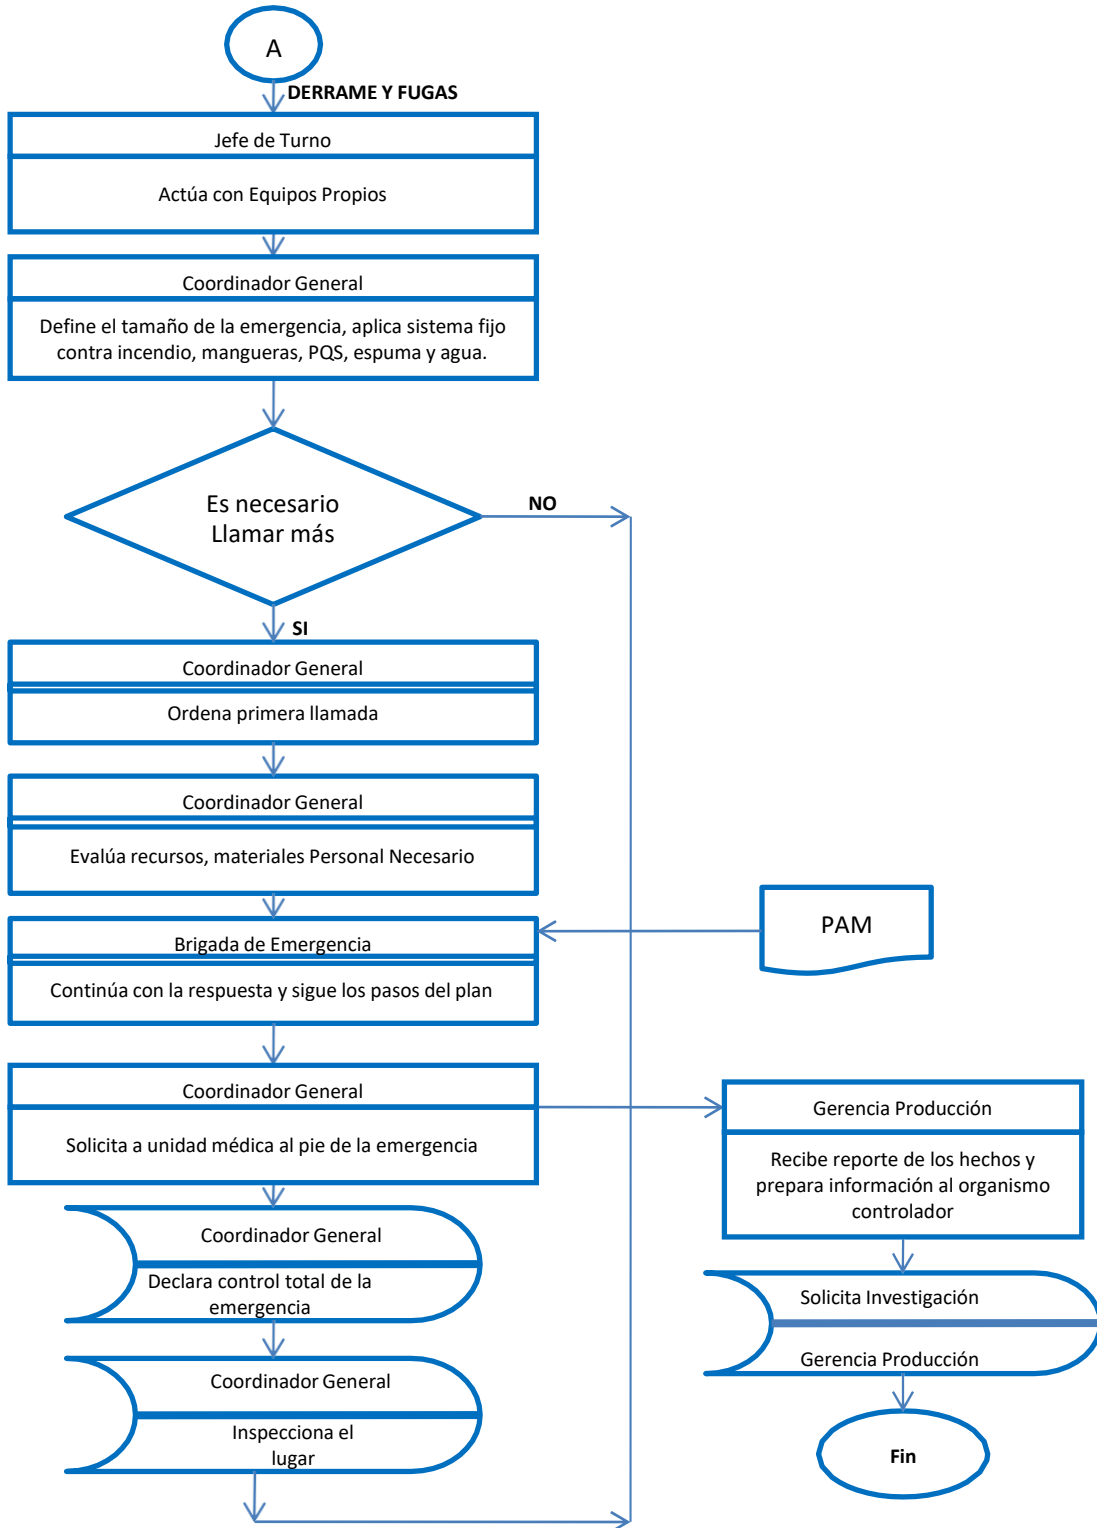 A
DERRAME Y FUGAS
Jefe de Turno
Actúa con Equipos Propios
Coordinador General
Define el tamaño de la emergencia, aplica sistema fijo
contra incendio, mangueras, PQS, espuma y agua.
Es necesario
Llamar más
NO
SI
Coordinador General
Ordena primera llamada
Coordinador General
Evalúa recursos, materiales Personal Necesario
Brigada de Emergencia
Continúa con la respuesta y sigue los pasos del plan
PAM
Coordinador General
Solicita a unidad médica al pie de la emergencia
Gerencia Producción
Recibe reporte de los hechos y
prepara información al organismo
controlador
Coordinador General
Declara control total de la
emergencia
Solicita Investigación
Gerencia Producción
Coordinador General
Inspecciona el
lugar
Fin